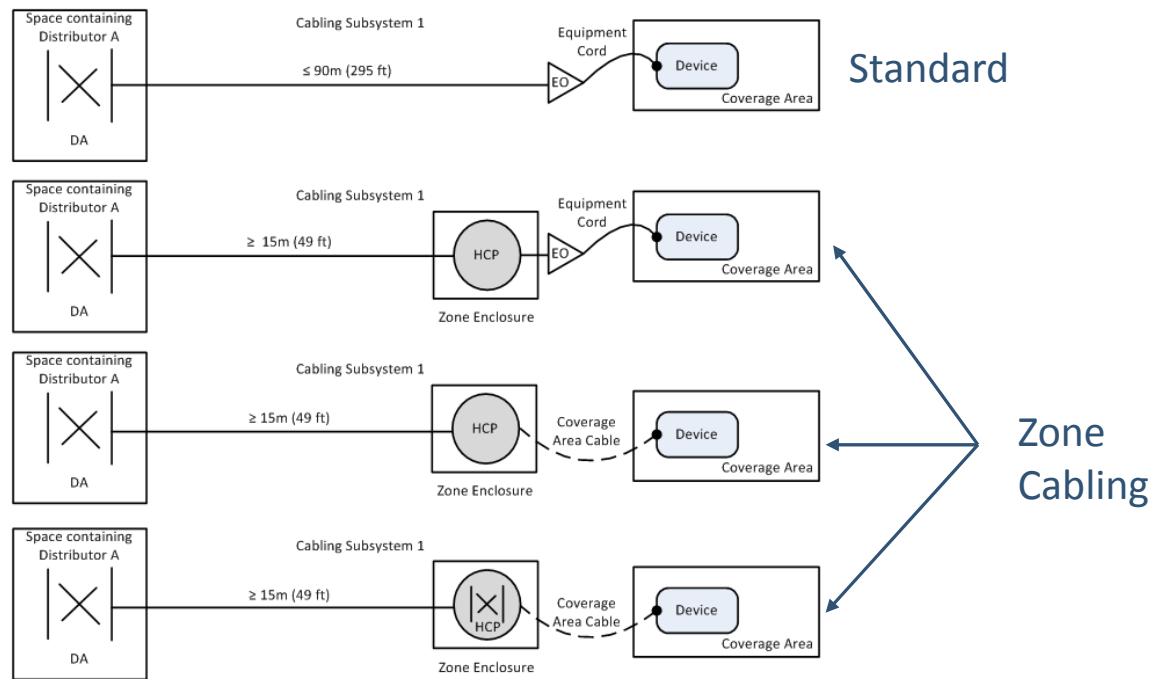 Space containing
Distributor A
DA
Cabling Subsystem 1
≤ 90m (295 ft)
EO
Equipment
Cord
Device
Coverage Area
Standard
Space containing
Distributor A
DA
Cabling Subsystem 1
≥ 15m (49 ft)
HCP
Zone Enclosure
EO
Equipment
Cord
Device
Coverage Area
Space containing
Distributor A
DA
Cabling Subsystem 1
≥ 15m (49 ft)
HCP
Zone Enclosure
Coverage
Area Cable
Device
Coverage Area
Zone
Cabling
Space containing
Distributor A
DA
Cabling Subsystem 1
≥ 15m (49 ft)
HCP
Zone Enclosure
Coverage
Area Cable
Device
Coverage Area